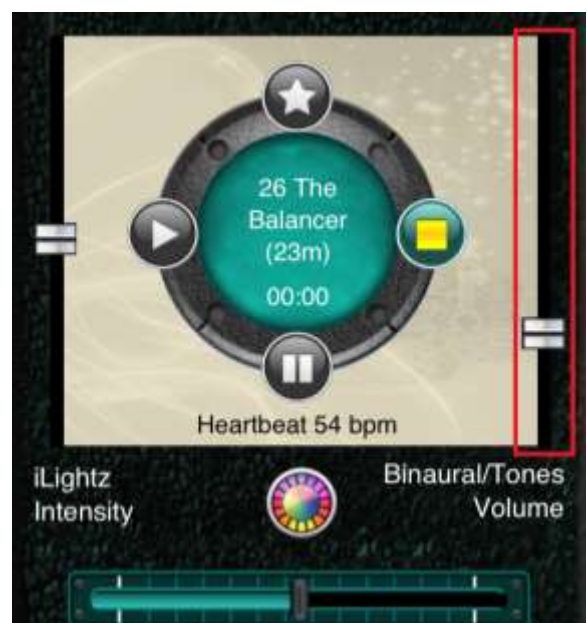 26 The
Balancer
(23m)
00:00
Heartbeat 54 bpm
iLightz
Intensity
Binaural/Tones
Volume